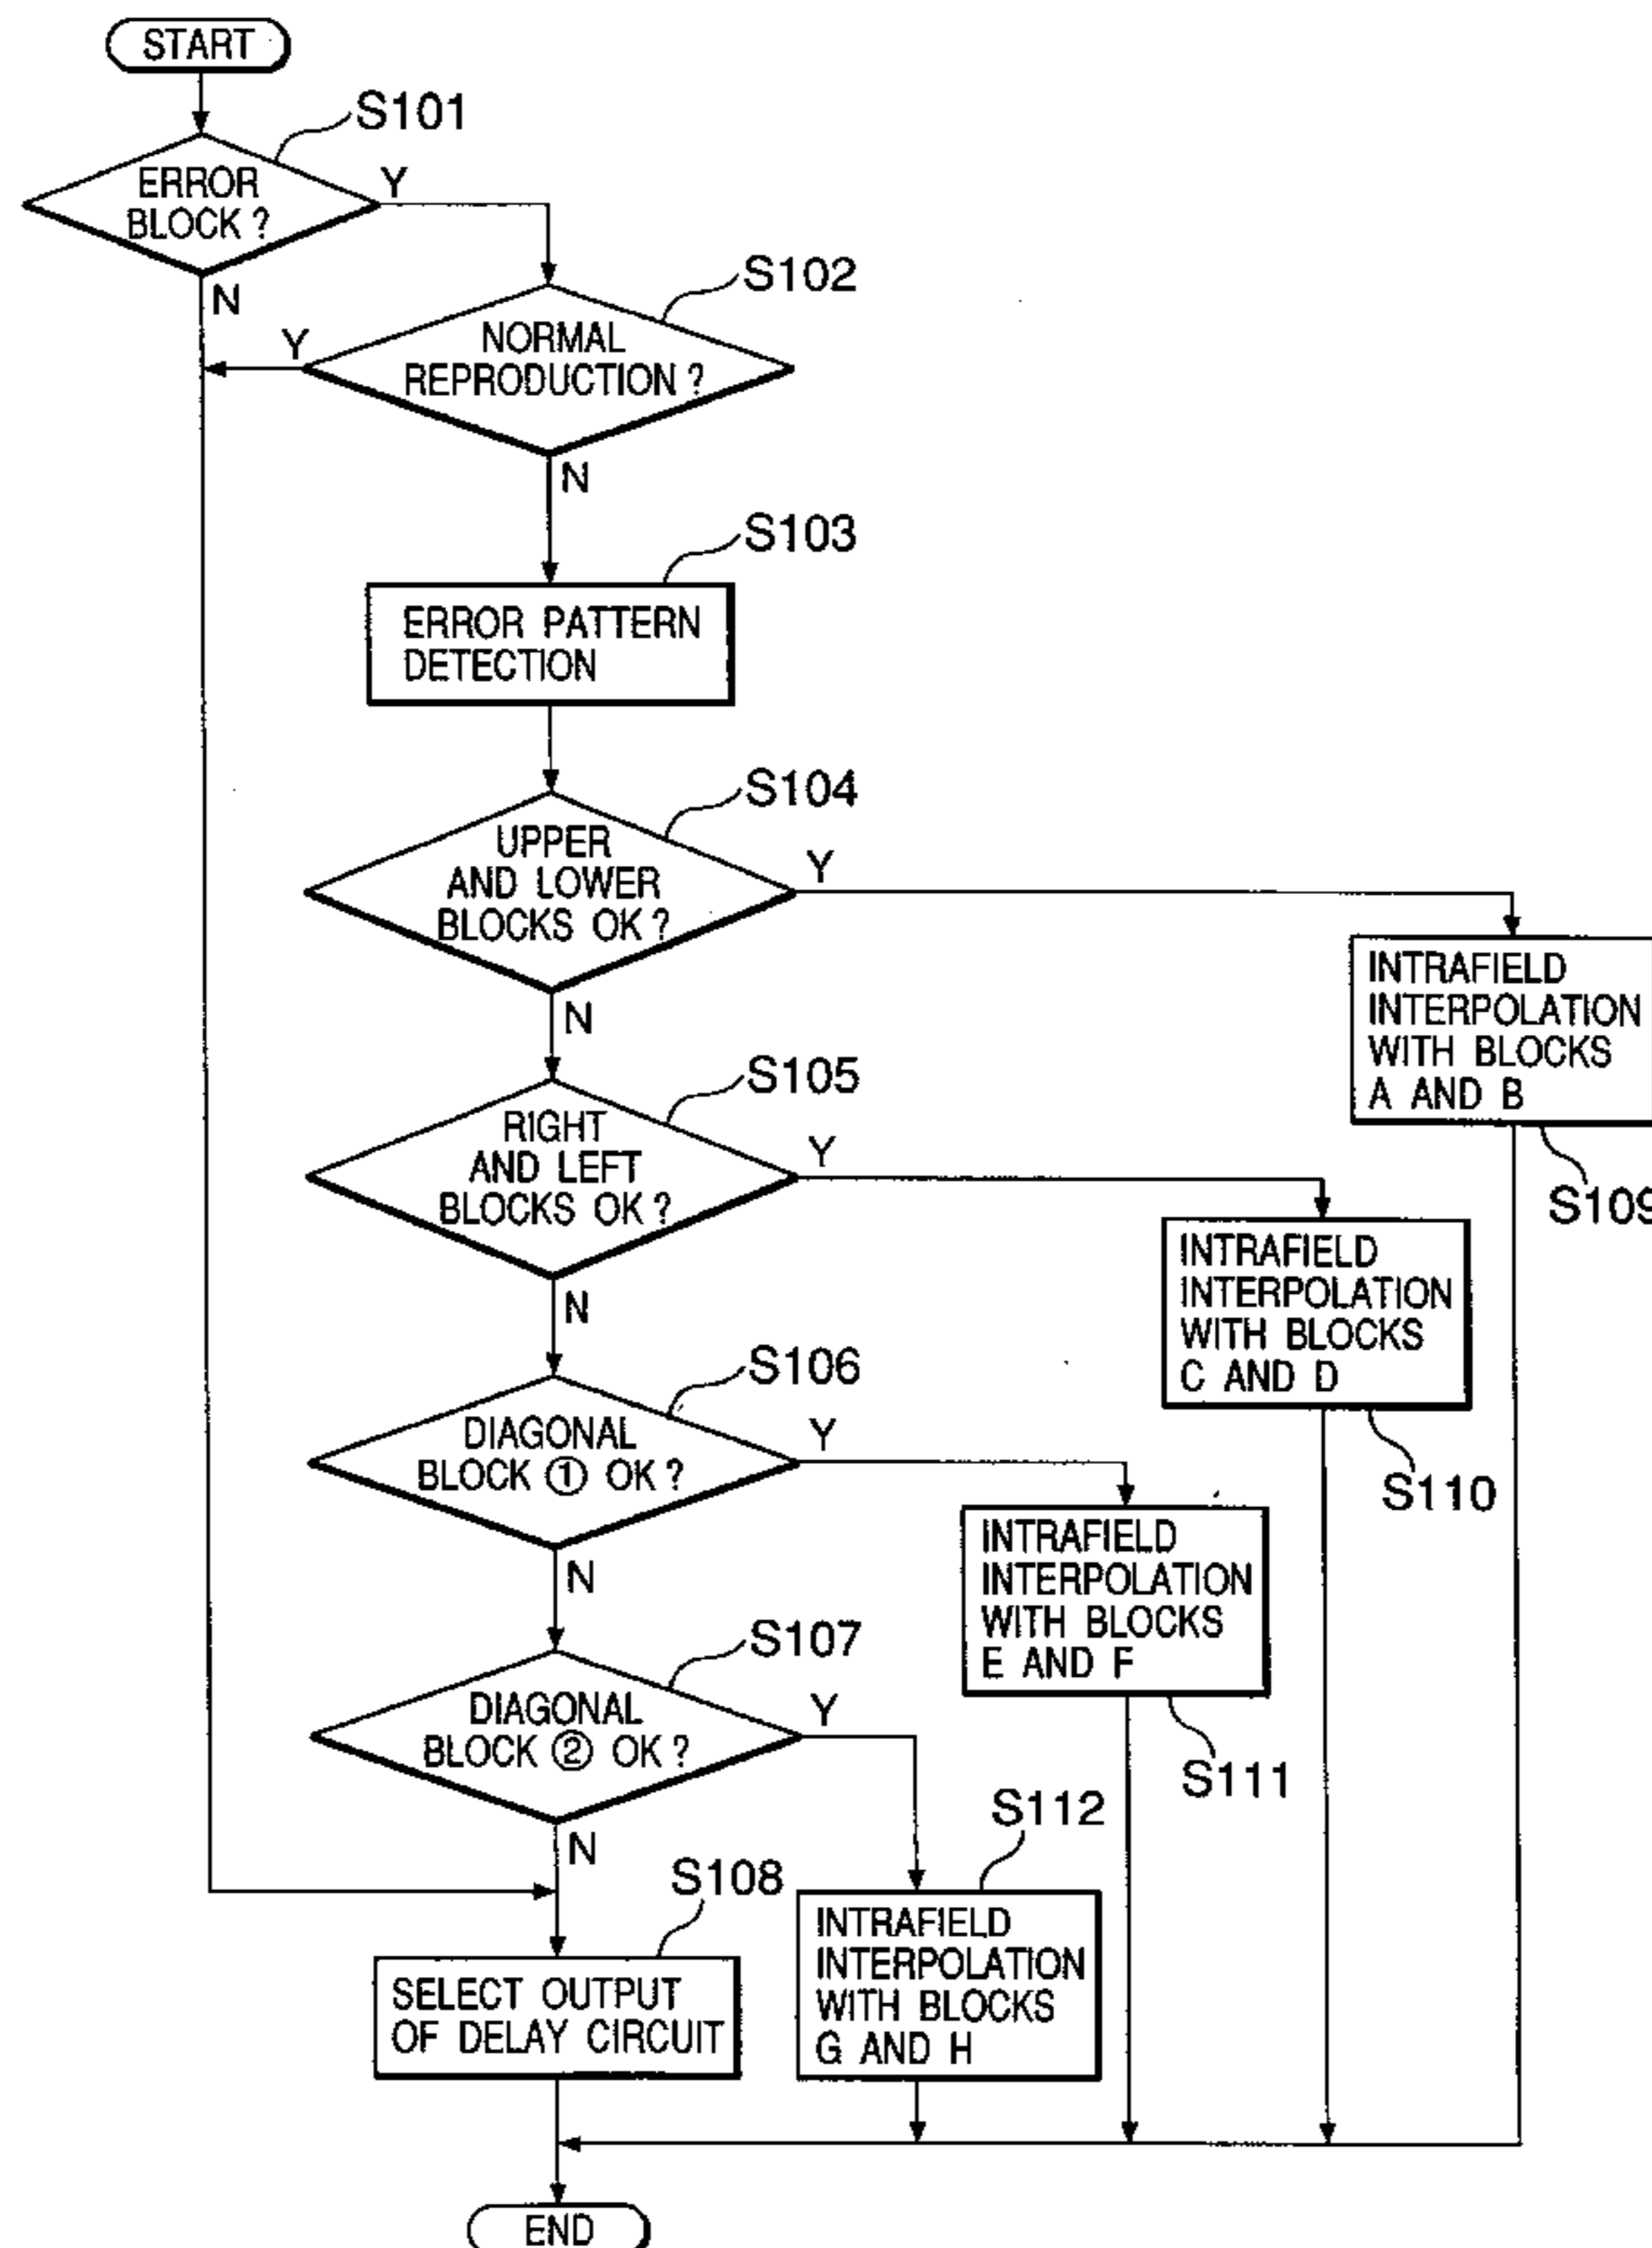 START
S101
ERROR
BLOCK?
Y
N
S102
NORMAL
REPRODUCTION?
Y
N
S103
ERROR PATTERN
DETECTION
S104
UPPER
AND LOWER
BLOCKS OK?
Y
N
INTRAFIELD
INTERPOLATION
WITH BLOCKS
A AND B
S109
S105
RIGHT
AND LEFT
BLOCKS OK?
Y
N
INTRAFIELD
INTERPOLATION
WITH BLOCKS
C AND D
S110
S106
DIAGONAL
BLOCK ① OK?
Y
N
INTRAFIELD
INTERPOLATION
WITH BLOCKS
E AND F
S111
S107
DIAGONAL
BLOCK ② OK?
Y
N
S112
INTRAFIELD
INTERPOLATION
WITH BLOCKS
G AND H
S108
SELECT OUTPUT
OF DELAY CIRCUIT
END